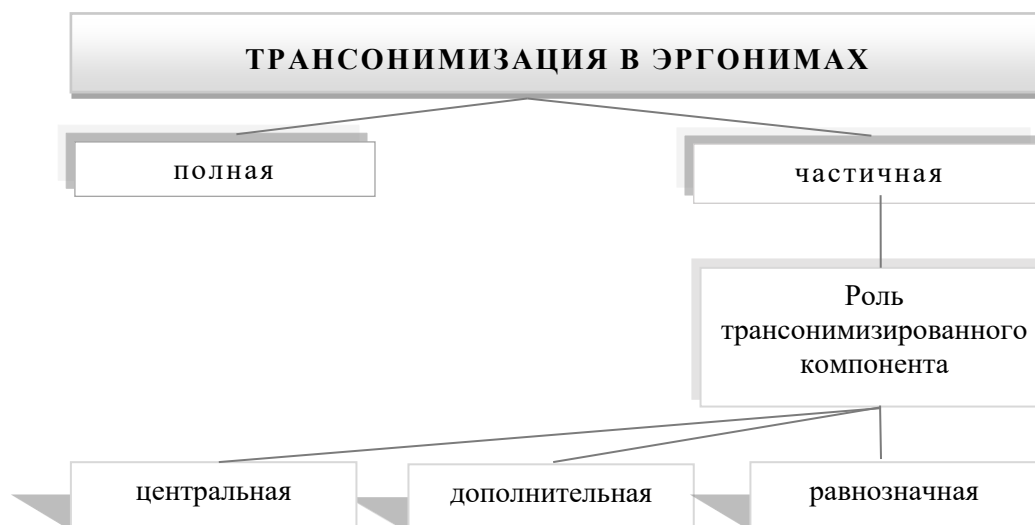 ТРАНСОНИМИЗАЦИЯ В ЭРГОНИМАХ
полная
частичная
Роль
трансонимизированного
компонента
центральная
дополнительная
равнозначная